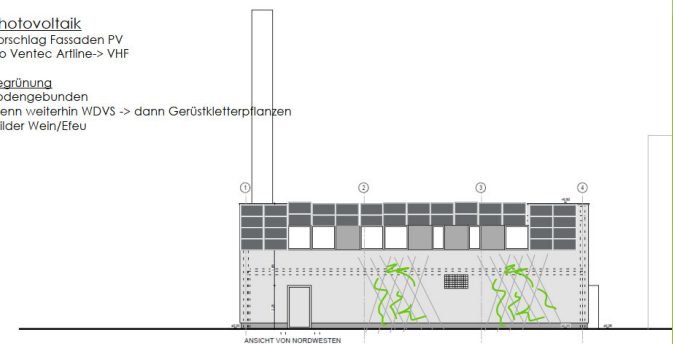 hotovoltaik
orschlag Fassaden PV
o Ventec Artline-> VHF
egrünung
odengebunden
enn weiterhin WDVS -> dann Gerüstkletterpflanzen
ilder Wein/Efeu
1 2 3 4
ANSICHT VON NORDWESTEN